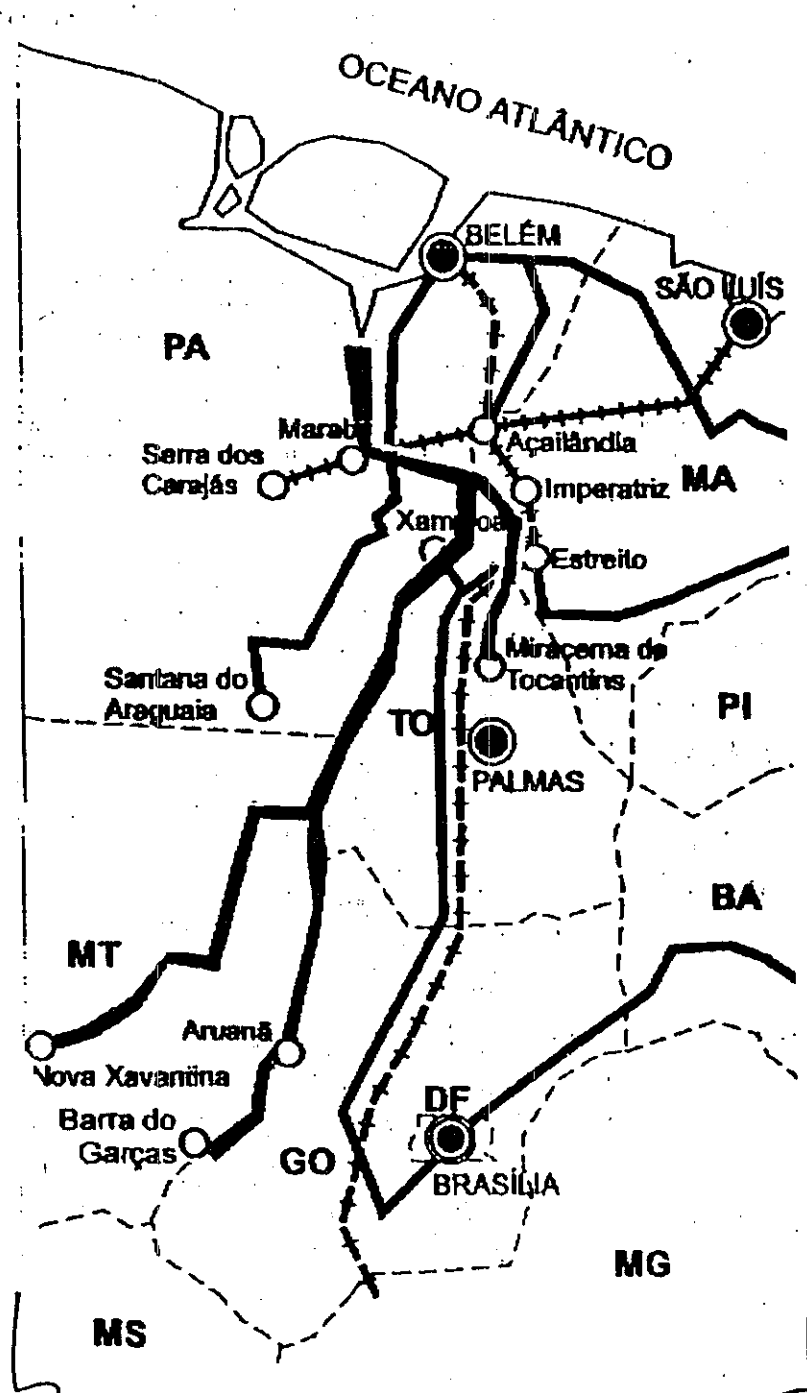 OCEANO ATLÂNTICO
BELÉM
SÃO LUÍS
PA
Marabá
Açailândia
Serra dos
Carajás
Imperatriz
MA
Estreito
Miracema do
Tocantins
Santana do
Araguaia
TO
PI
PALMAS
BA
MT
Aruanã
Nova Xavantina
DF
Barra do
Garças
GO
BRASÍLIA
MG
MS